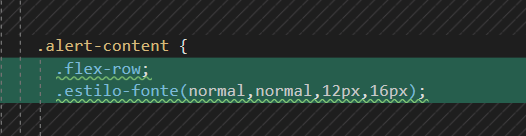 .alert-content {
.flex-row;
.estilo-fonte(normal,normal,12px,16px);